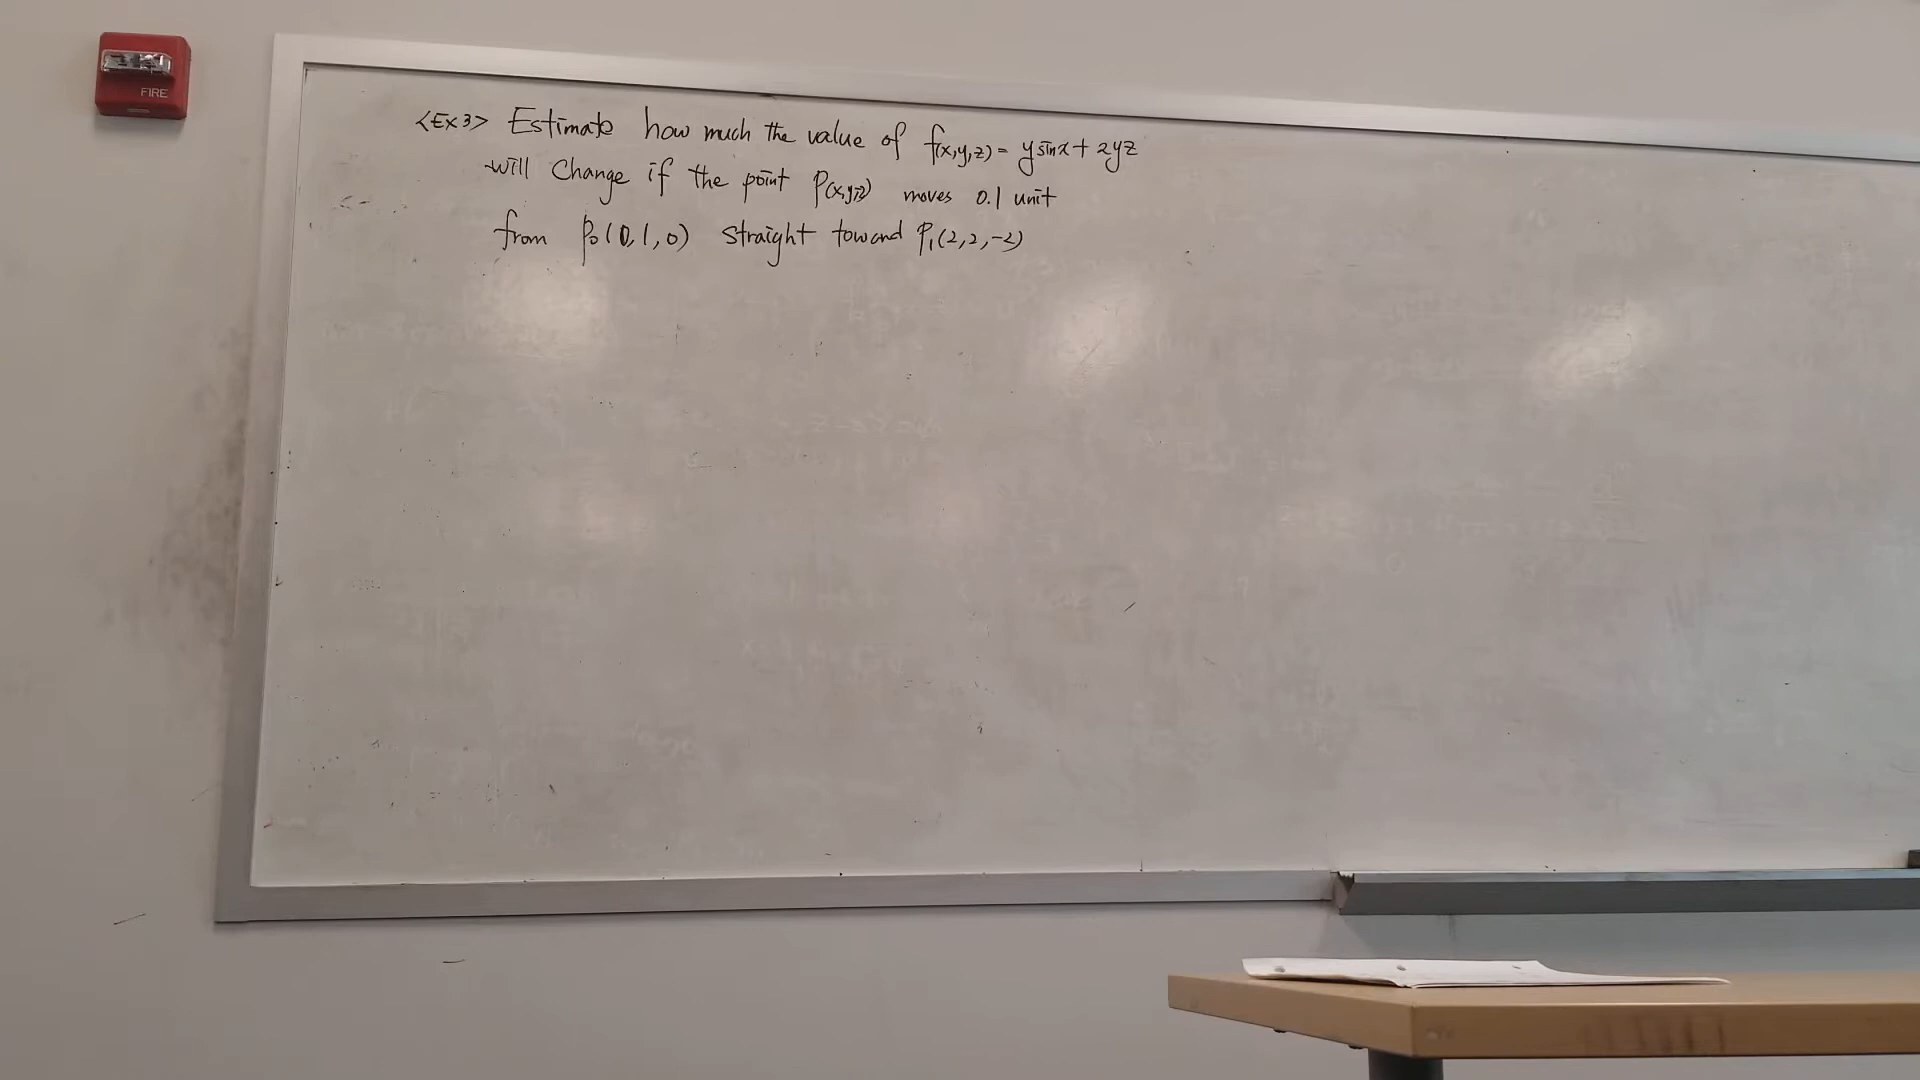 FIRE
<Ex 3> Estimate how much the value of f(x,y,z) = y sin x + 2yz
will change if the point P(x,y,z) moves 0.1 unit
from P₀(0,1,0) straight toward P₁(2,2,-2)